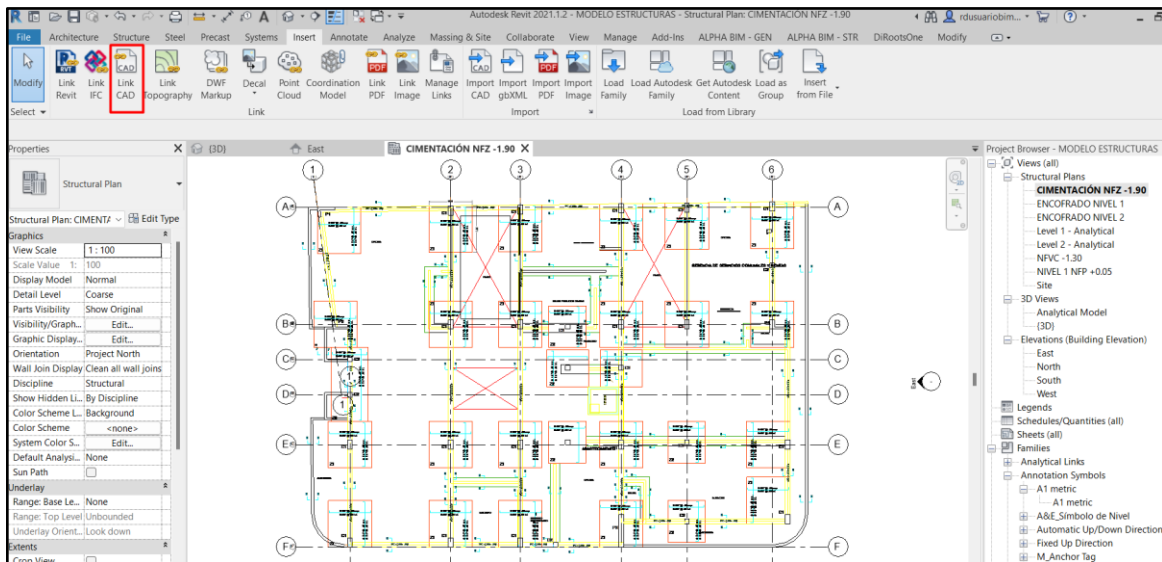 Autodesk Revit 2021.1.2 - MODELO ESTRUCTURAS - Structural Plan: CIMENTACIÓN NFZ -1.90
rdusuariobim...
File Architecture Structure Steel Precast Systems Insert Annotate Analyze Massing & Site Collaborate View Manage Add-Ins ALPHA BIM - GEN ALPHA BIM - STR DiRootsOne Modify
Modify
Link Revit
Link IFC
Link CAD
Link Topography
DWF Markup
Decal
Point Cloud
Coordination Model
Link PDF
Link Image
Manage Links
Import CAD
Import gbXML
Import PDF
Import Image
Load Family
Load Autodesk Family
Get Autodesk Content
Load as Group
Insert from File
Select Link Import Load from Library
Properties
Structural Plan
Structural Plan: CIMENTA
Edit Type
Graphics
View Scale 1 : 100
Scale Value 1: 100
Display Model Normal
Detail Level Coarse
Parts Visibility Show Original
Visibility/Graph... Edit...
Graphic Display... Edit...
Orientation Project North
Wall Join Display Clean all wall joins
Discipline Structural
Show Hidden Li... By Discipline
Color Scheme L... Background
Color Scheme <none>
System Color S... Edit...
Default Analysi... None
Sun Path
Underlay
Range: Base Le... None
Range: Top Level Unbounded
Underlay Orient... Look down
Extents
Crop View
{3D} East CIMENTACIÓN NFZ -1.90
1 2 3 4 5 6
A A
B B
C C
1
D D
1
E E
F F
East
Project Browser - MODELO ESTRUCTURAS
Views (all)
Structural Plans
CIMENTACIÓN NFZ -1.90
ENCOFRADO NIVEL 1
ENCOFRADO NIVEL 2
Level 1 - Analytical
Level 2 - Analytical
NFVC -1.30
NIVEL 1 NFP +0.05
Site
3D Views
Analytical Model
{3D}
Elevations (Building Elevation)
East
North
South
West
Legends
Schedules/Quantities (all)
Sheets (all)
Families
Analytical Links
Annotation Symbols
A1 metric
A1 metric
A&E_Símbolo de Nivel
Automatic Up/Down Direction
Fixed Up Direction
M_Anchor Tag